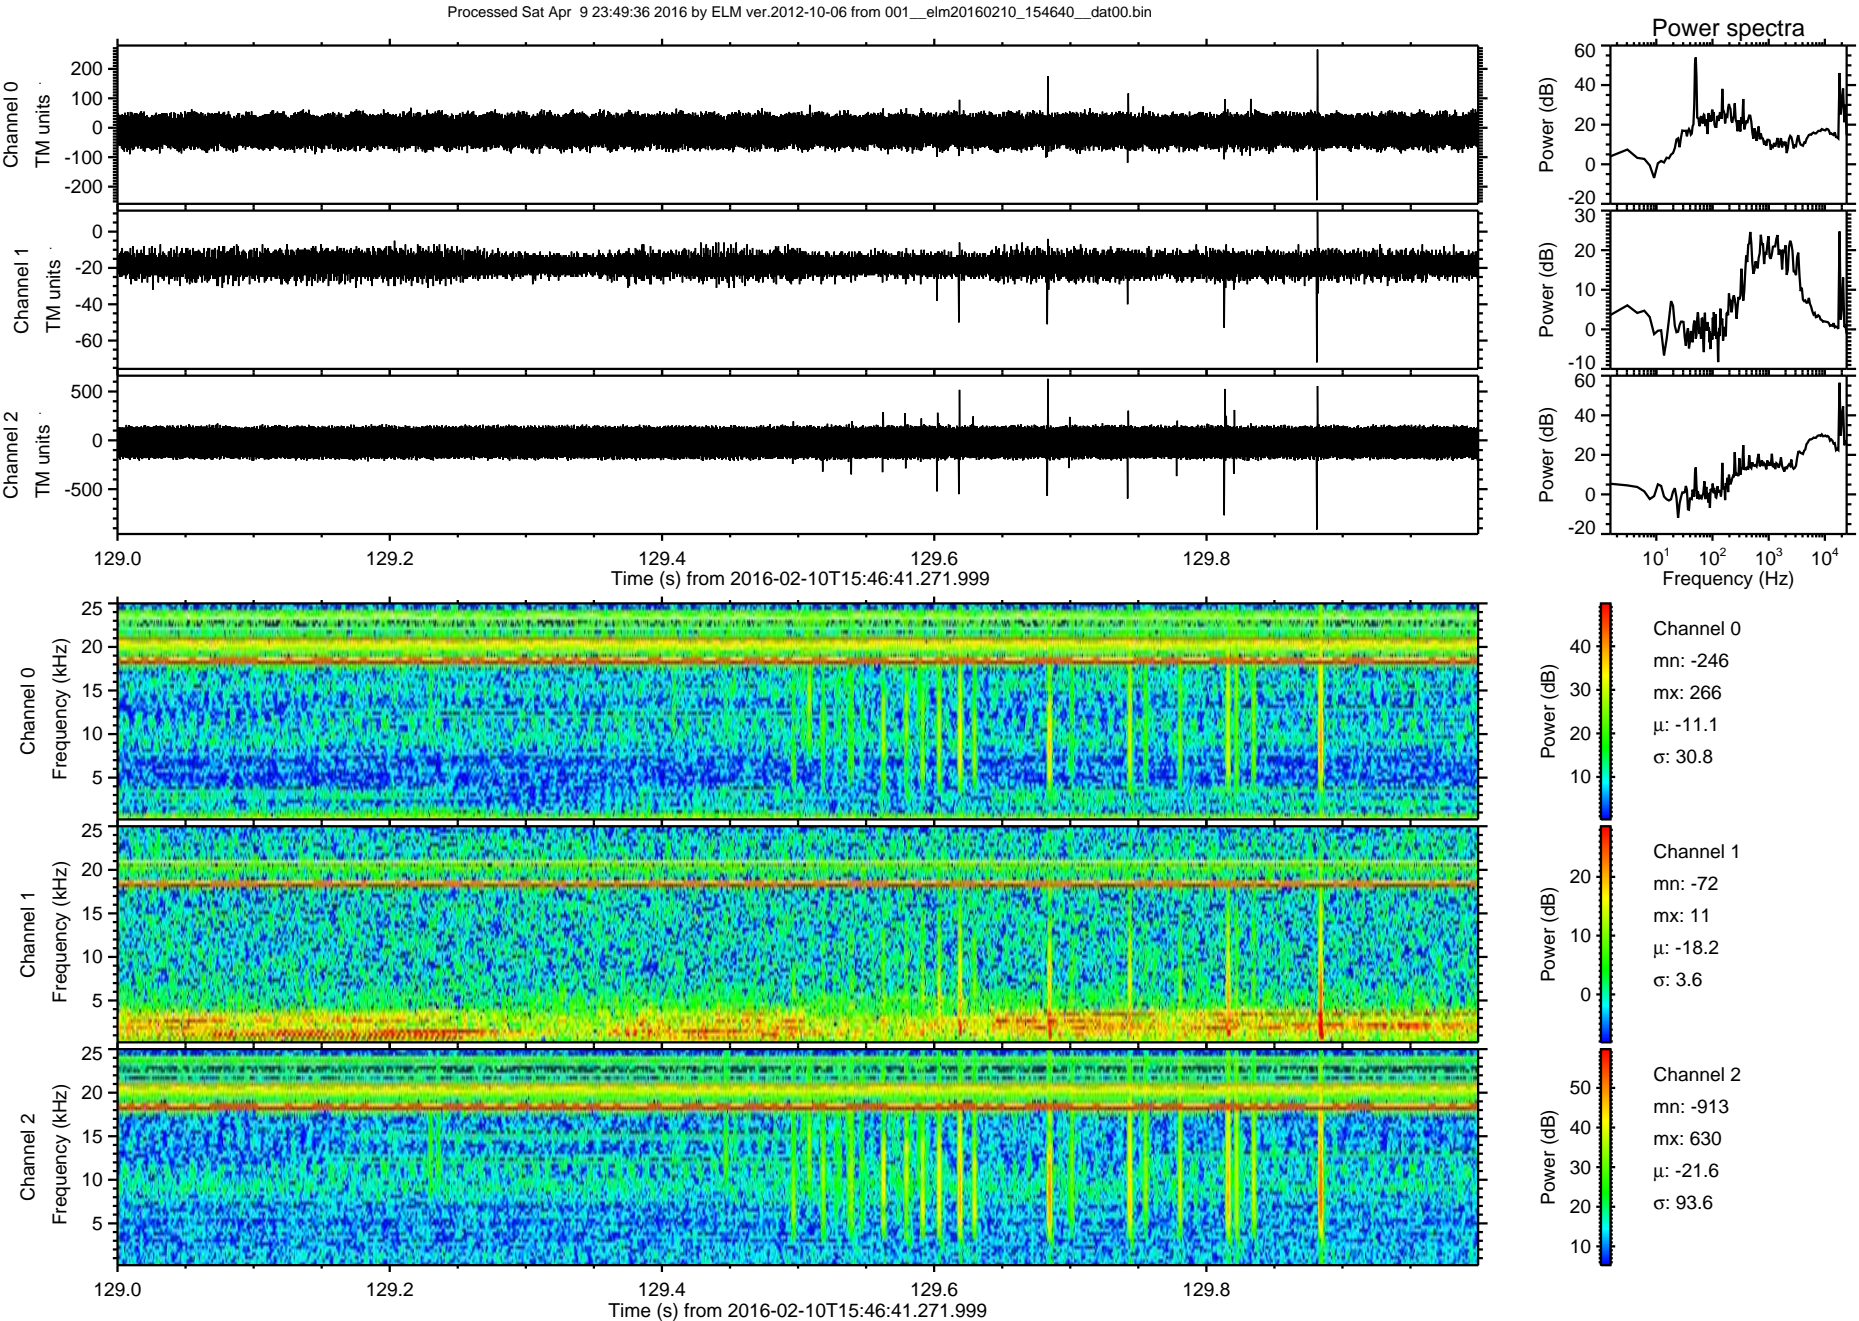 Processed Sat Apr  9 23:49:36 2016 by ELM ver.2012-10-06 from 001__elm20160210_154640__dat00.bin
Power spectra
Channel 0
TM units
200
100
0
-100
-200
Power (dB)
60
40
20
0
-20
Channel 1
TM units
0
-20
-40
-60
Power (dB)
30
20
10
0
-10
Channel 2
TM units
500
0
-500
Power (dB)
60
40
20
0
-20
129.0 129.2 129.4 129.6 129.8
Time (s) from 2016-02-10T15:46:41.271.999
10^1 10^2 10^3 10^4
Frequency (Hz)
Channel 0
Frequency (kHz)
25
20
15
10
5
Power (dB)
40
30
20
10
Channel 0
mn: -246
mx: 266
μ: -11.1
σ: 30.8
Channel 1
Frequency (kHz)
25
20
15
10
5
Power (dB)
20
10
0
Channel 1
mn: -72
mx: 11
μ: -18.2
σ: 3.6
Channel 2
Frequency (kHz)
25
20
15
10
5
Power (dB)
50
40
30
20
10
Channel 2
mn: -913
mx: 630
μ: -21.6
σ: 93.6
129.0 129.2 129.4 129.6 129.8
Time (s) from 2016-02-10T15:46:41.271.999